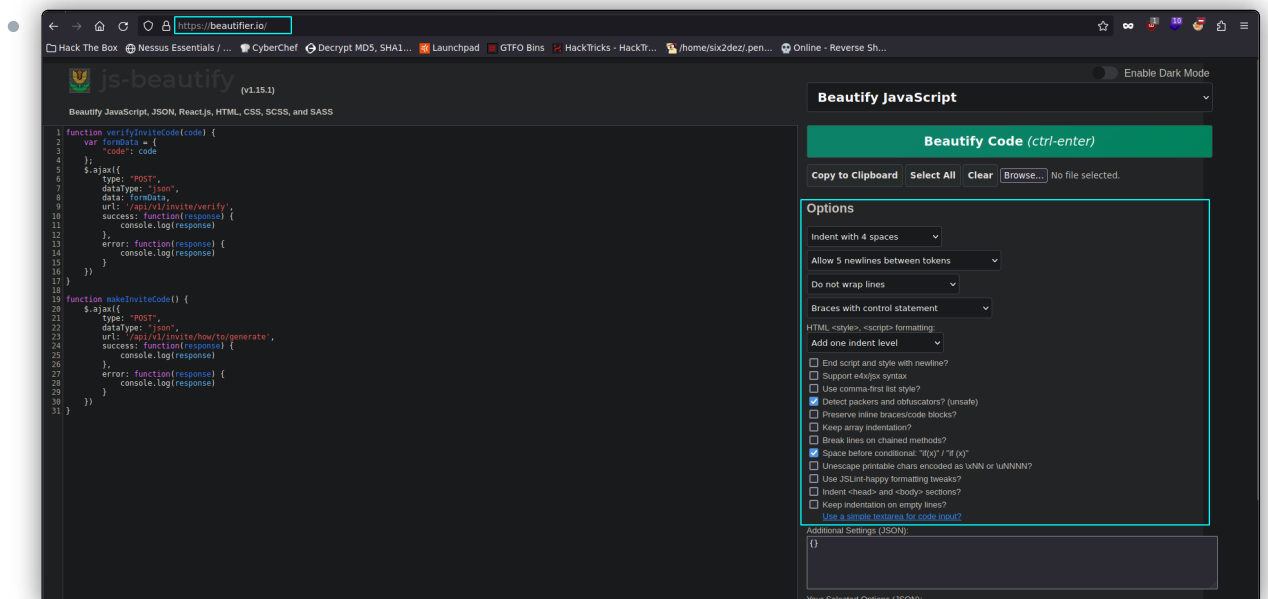 https://beautifier.io/
10
Hack The Box Nessus Essentials / ... CyberChef Decrypt MD5, SHA1... Launchpad GTFO Bins HackTricks - HackTr... /home/six2dez/.pen... Online - Reverse Sh...
js-beautify (v1.15.1)
Enable Dark Mode
Beautify JavaScript, JSON, React.js, HTML, CSS, SCSS, and SASS
1 function verifyInviteCode(code) {
2 var formData = {
3 "code": code
4 };
5 $.ajax({
6 type: "POST",
7 dataType: "json",
8 data: formData,
9 url: '/api/v1/invite/verify',
10 success: function(response) {
11 console.log(response)
12 },
13 error: function(response) {
14 console.log(response)
15 }
16 })
17 }
18
19 function makeInviteCode() {
20 $.ajax({
21 type: "POST",
22 dataType: "json",
23 url: '/api/v1/invite/how/to/generate',
24 success: function(response) {
25 console.log(response)
26 },
27 error: function(response) {
28 console.log(response)
29 }
30 })
31 }
Beautify JavaScript
Beautify Code (ctrl-enter)
Copy to Clipboard Select All Clear Browse... No file selected.
Options
Indent with 4 spaces
Allow 5 newlines between tokens
Do not wrap lines
Braces with control statement
HTML <style>, <script> formatting:
Add one indent level
End script and style with newline?
Support e4x/jsx syntax
Use comma-first list style?
Detect packers and obfuscators? (unsafe)
Preserve inline braces/code blocks?
Keep array indentation?
Break lines on chained methods?
Space before conditional: "if(x)" / "if (x)"
Unescape printable chars encoded as \xNN or \uNNNN?
Use JSLint-happy formatting tweaks?
Indent <head> and <body> sections?
Keep indentation on empty lines?
Use a simple textarea for code input?
Additional Settings (JSON):
{}
Your Selected Options (JSON):